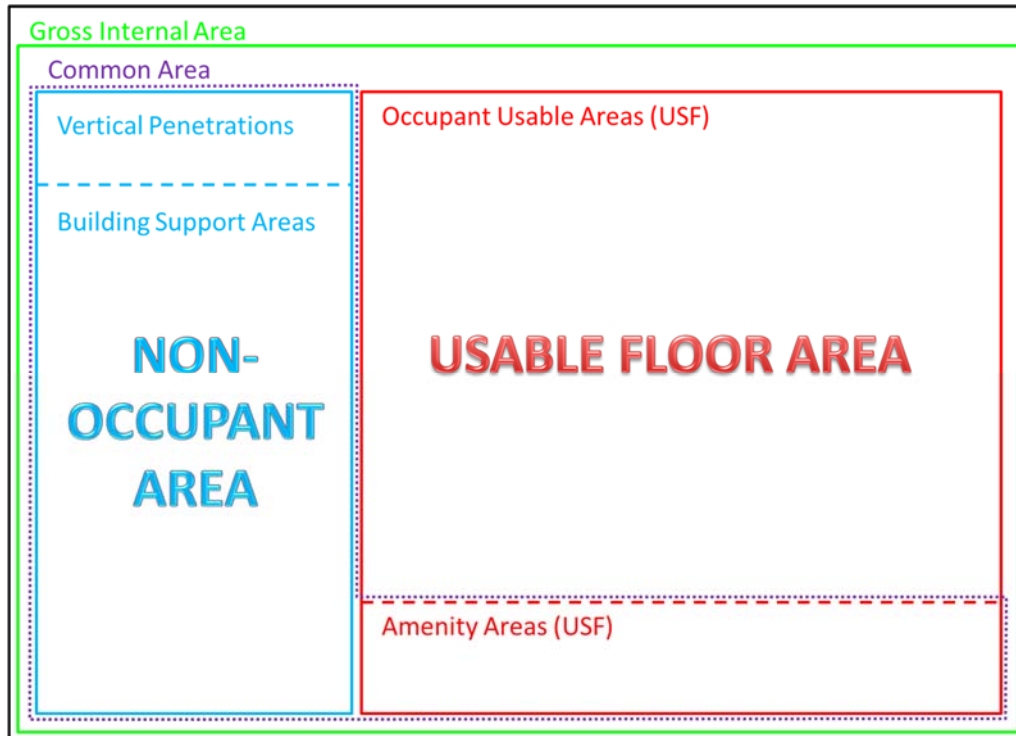 Gross Internal Area
Common Area
Vertical Penetrations
Building Support Areas
NON-
OCCUPANT
AREA
Occupant Usable Areas (USF)
USABLE FLOOR AREA
Amenity Areas (USF)